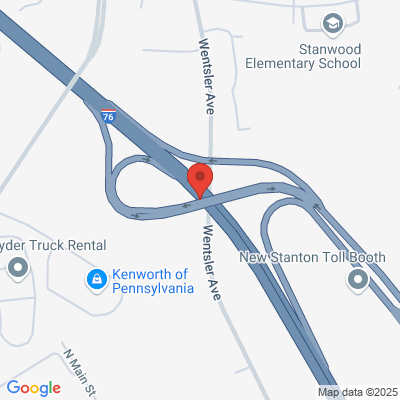 Stanwood
Elementary School
Wentsler Ave
76
yder Truck Rental
New Stanton Toll Booth
Kenworth of
Pennsylvania
Wentsler Ave
N Main St
Google
Map data ©2025